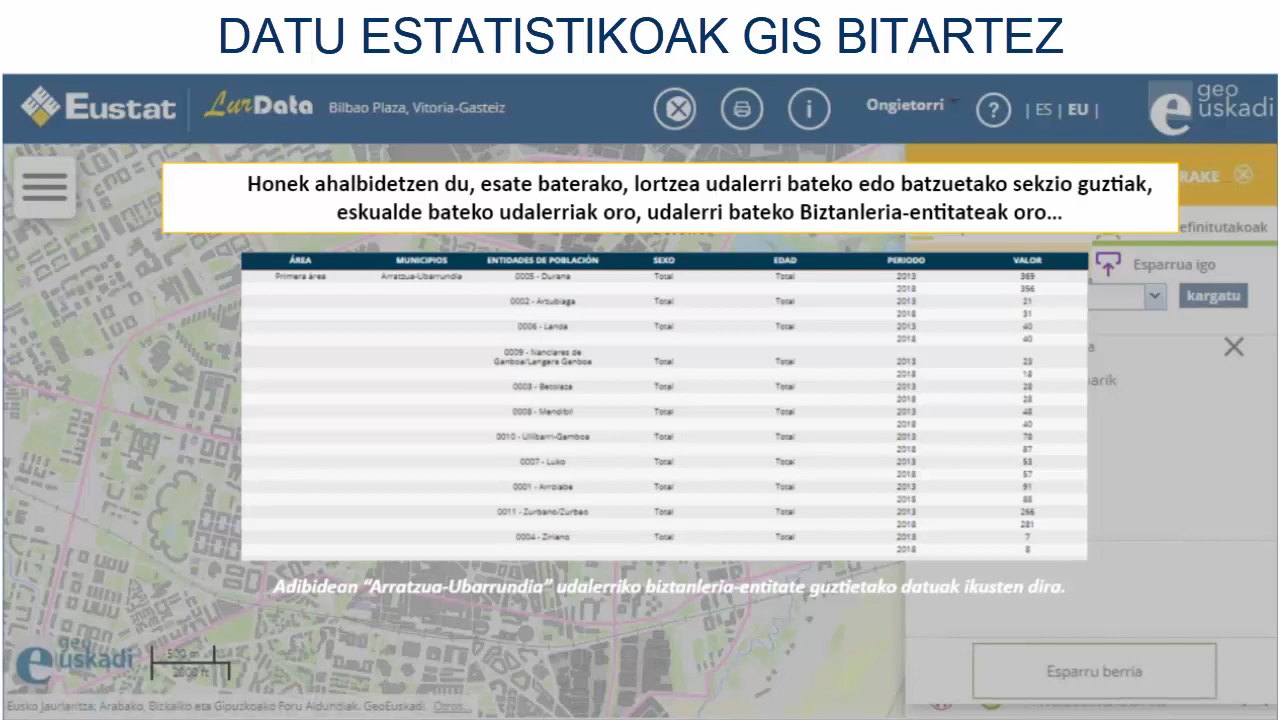 DATU ESTATISTIKOAK GIS BITARTEZ
Eustat LurData Bilbao Plaza, Vitoria-Gasteiz i Ongietorri ? | ES | EU | geo euskadi
Honek ahalbidetzen du, esate baterako, lortzea udalerri bateko edo batzuetako sekzio guztiak,
eskualde bateko udalerriak oro, udalerri bateko Biztanleria-entitateak oro...
RAKE
efinitutakoak
Esparrua igo
kargatu
arik
ÁREA MUNICIPIOS ENTIDADES DE POBLACIÓN SEXO EDAD PERIODO VALOR
Primera área Arratzua-Ubarrundia 0005 - Durana Total Total 2013 369
2018 356
0002 - Arzubiaga Total Total 2013 21
2018 31
0006 - Landa Total Total 2013 40
2018 40
0009 - Nanclares de
Gamboa/Langara Ganboa Total Total 2013 23
2018 18
0003 - Betolaza Total Total 2013 28
2018 28
0008 - Mendibil Total Total 2013 48
2018 40
0010 - Ullibarri-Gamboa Total Total 2013 78
2018 87
0007 - Luko Total Total 2013 53
2018 57
0001 - Arroiabe Total Total 2013 91
2018 88
0011 - Zurbano/Zurbao Total Total 2013 266
2018 281
0004 - Ziriano Total Total 2013 7
2018 8
Adibidean “Arratzua-Ubarrundia” udalerriko biztanleria-entitate guztietako datuak ikusten dira.
geo euskadi
500 m
2000 ft
Esparru berria
Eusko Jaurlaritza; Arabako, Bizkaiko eta Gipuzkoako Foru Aldundiak. GeoEuskadi. Otros...